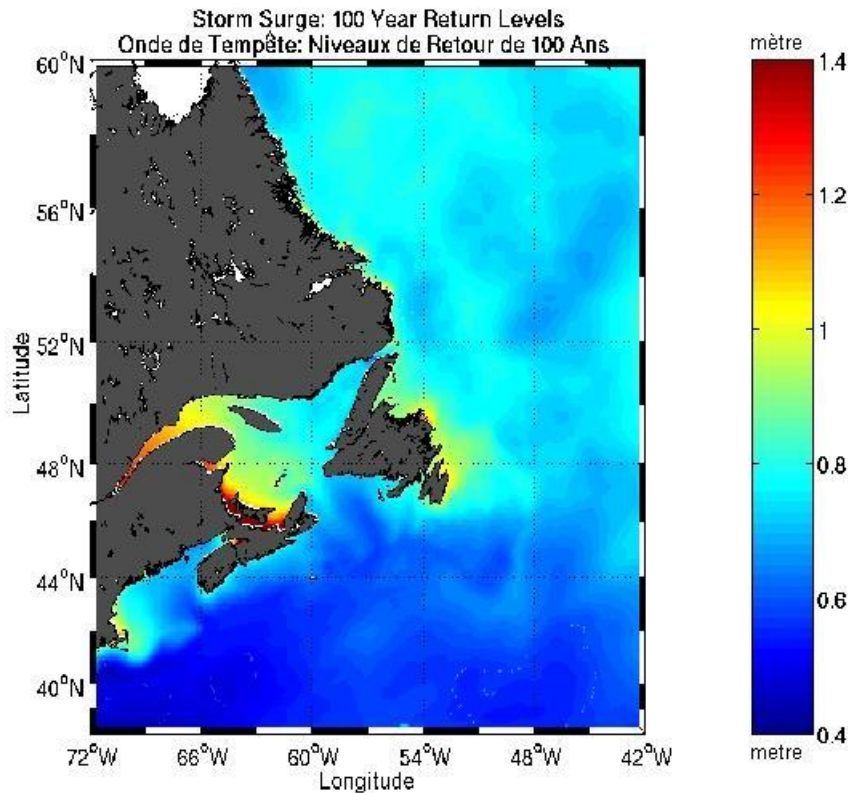 Storm Surge: 100 Year Return Levels
Onde de Tempête: Niveaux de Retour de 100 Ans
mètre
60°N
56°N
52°N
48°N
44°N
40°N
Latitude
72°W 66°W 60°W 54°W 48°W 42°W
Longitude
1.4
1.2
1
0.8
0.6
0.4
metre